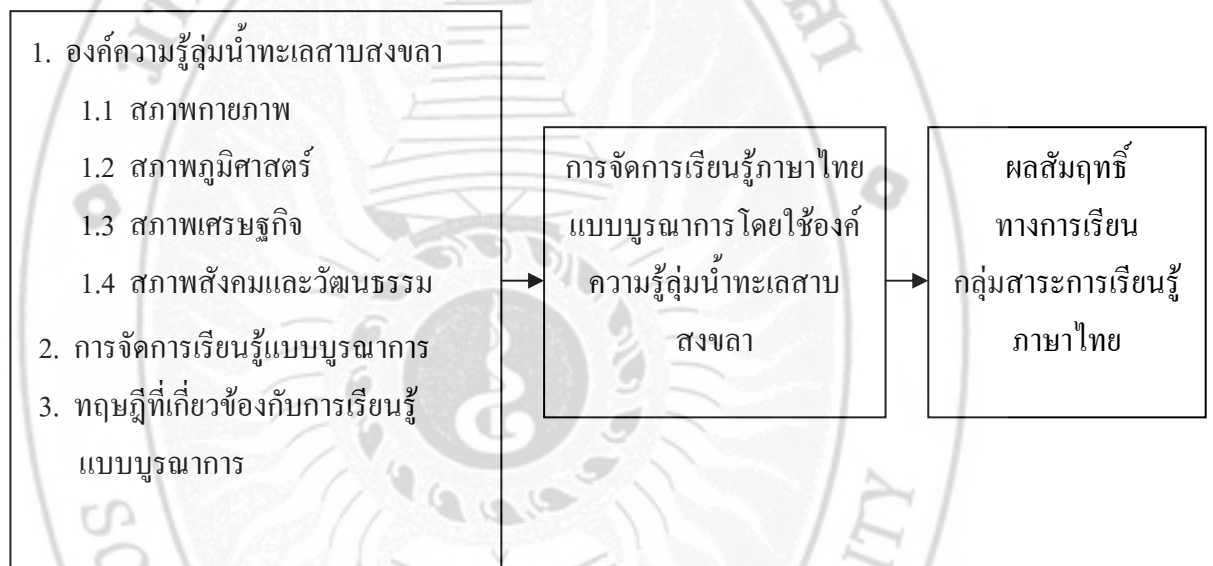 1. องค์ความรู้ลุ่มน้ำทะเลสาบสงขลา
1.1 สภาพกายภาพ
1.2 สภาพภูมิศาสตร์
1.3 สภาพเศรษฐกิจ
1.4 สภาพสังคมและวัฒนธรรม
2. การจัดการเรียนรู้แบบบูรณาการ
3. ทฤษฎีที่เกี่ยวข้องกับการเรียนรู้
แบบบูรณาการ
การจัดการเรียนรู้ภาษาไทย
แบบบูรณาการโดยใช้องค์
ความรู้ลุ่มน้ำทะเลสาบ
สงขลา
ผลสัมฤทธิ์
ทางการเรียน
กลุ่มสาระการเรียนรู้
ภาษาไทย